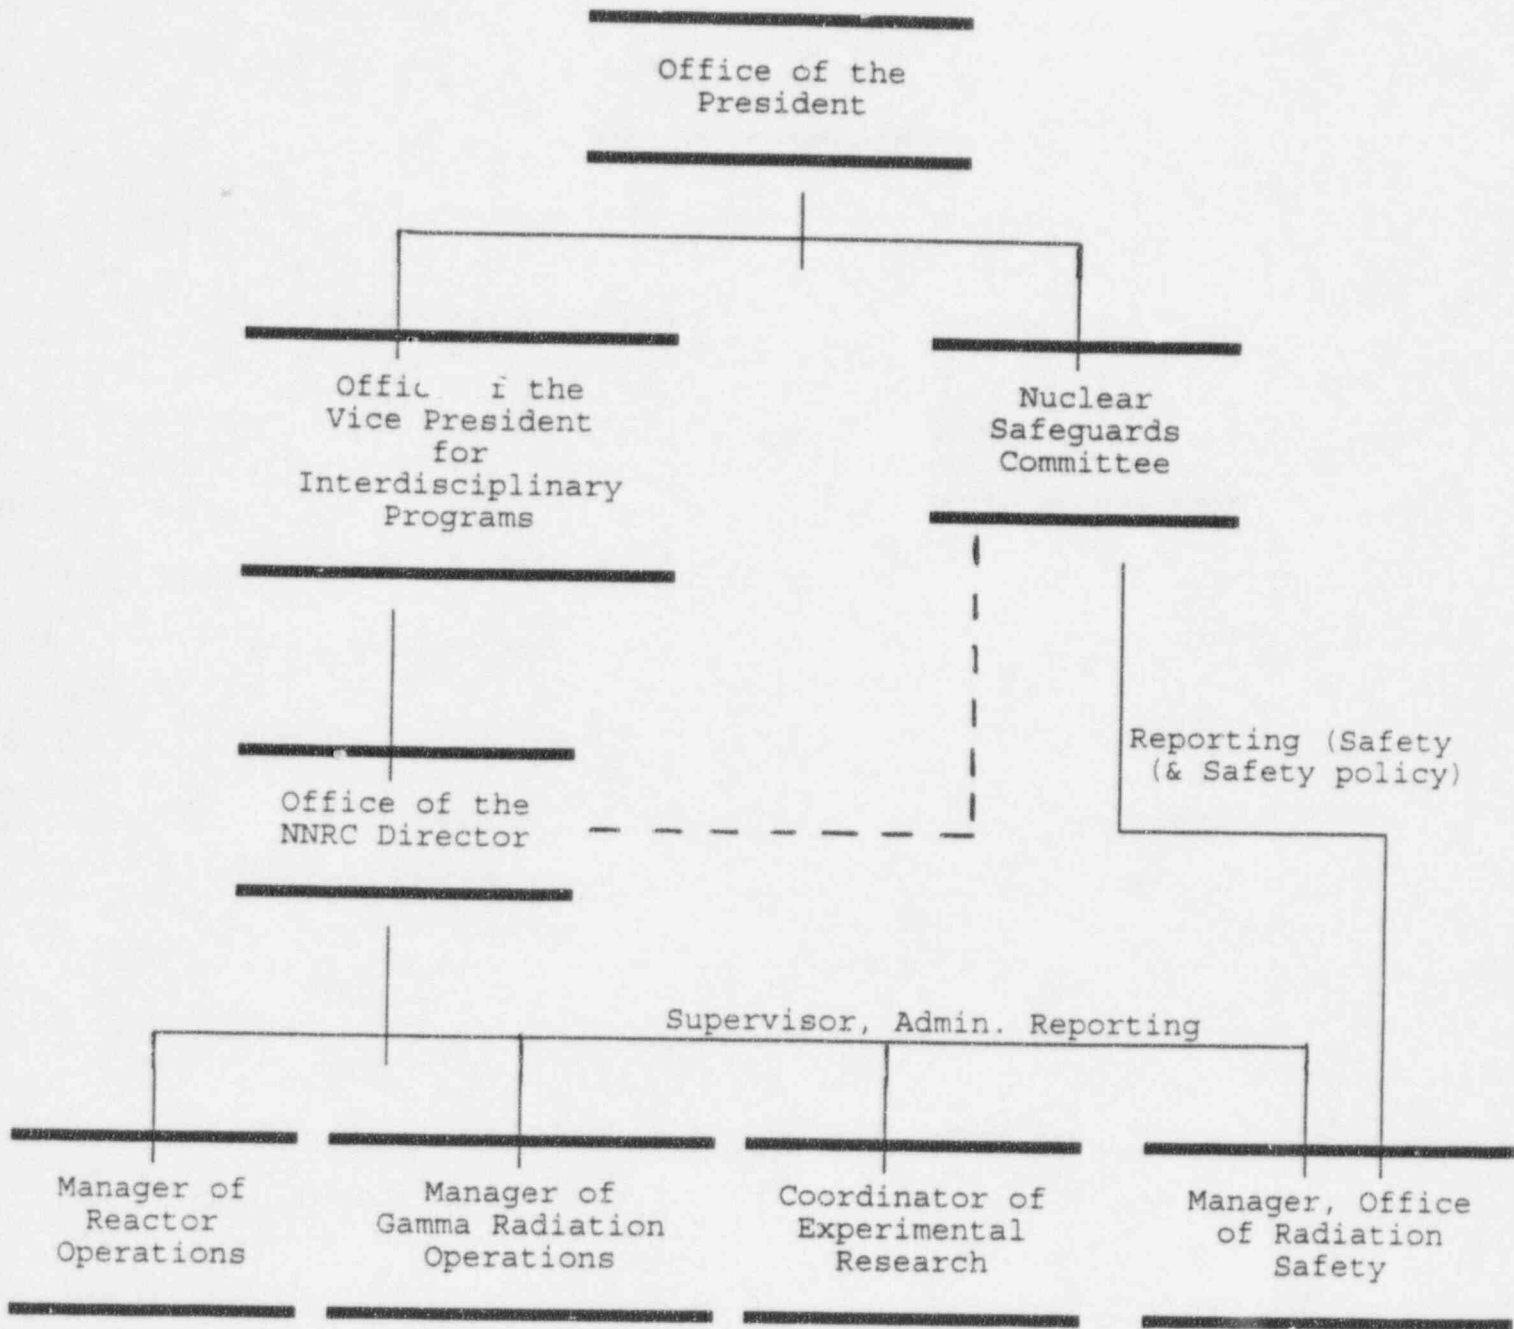 Office of the
President
the
Vice President
for
Interdisciplinary
Programs
Nuclear
Safeguards
Committee
Reporting (Safety
(& Safety policy)
Office of the
NNRC Director
Supervisor, Admin. Reporting
Manager of
Reactor
Operations
Manager of
Gamma Radiation
Operations
Coordinator of
Experimental
Research
Manager, Office
of Radiation
Safety